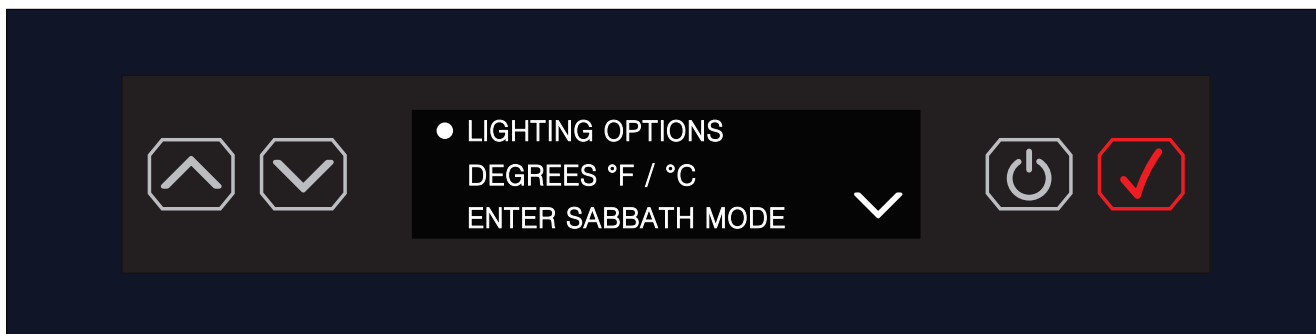 LIGHTING OPTIONS
DEGREES °F / °C
ENTER SABBATH MODE